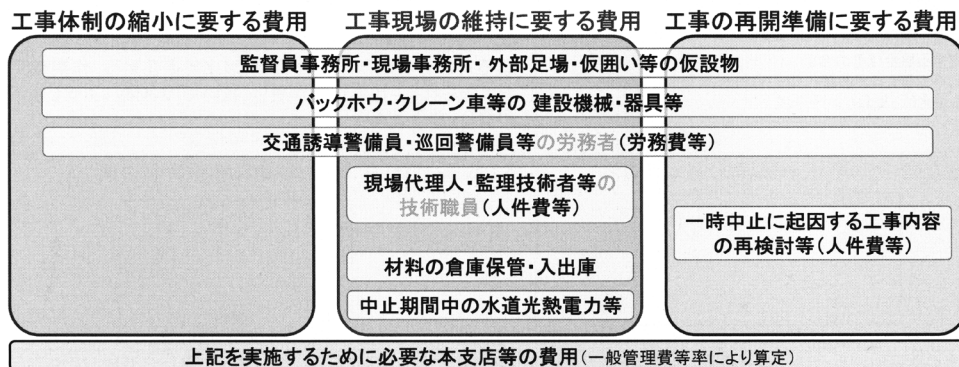 工事体制の縮小に要する費用
工事現場の維持に要する費用
工事の再開準備に要する費用
監督員事務所・現場事務所・外部足場・仮囲い等の仮設物
バックホウ・クレーン車等の 建設機械・器具等
交通誘導警備員・巡回警備員等の労務者(労務費等)
現場代理人・監理技術者等の
技術職員(人件費等)
一時中止に起因する工事内容
の再検討等(人件費等)
材料の倉庫保管・入出庫
中止期間中の水道光熱電力等
上記を実施するために必要な本支店等の費用(一般管理費等率により算定)